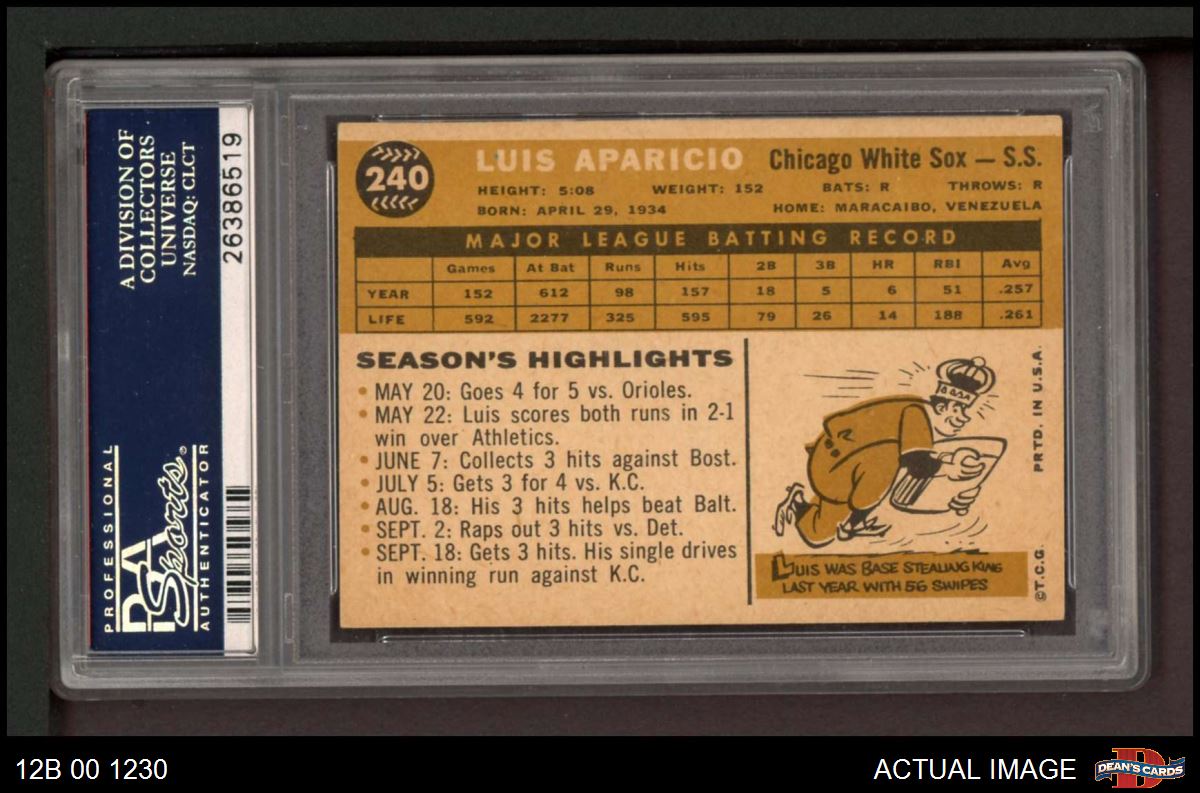 A DIVISION OF
COLLECTORS
UNIVERSE
NASDAQ: CLCT
26386519
PROFESSIONAL
PSA
Sports®
AUTHENTICATOR
240
LUIS APARICIO Chicago White Sox — S.S.
HEIGHT: 5:08 WEIGHT: 152 BATS: R THROWS: R
BORN: APRIL 29, 1934 HOME: MARACAIBO, VENEZUELA
MAJOR LEAGUE BATTING RECORD
Games At Bat Runs Hits 2B 3B HR RBI Avg
YEAR 152 612 98 157 18 5 6 51 .257
LIFE 592 2277 325 595 79 26 14 188 .261
SEASON'S HIGHLIGHTS
• MAY 20: Goes 4 for 5 vs. Orioles.
• MAY 22: Luis scores both runs in 2-1
win over Athletics.
• JUNE 7: Collects 3 hits against Bost.
• JULY 5: Gets 3 for 4 vs. K.C.
• AUG. 18: His 3 hits helps beat Balt.
• SEPT. 2: Raps out 3 hits vs. Det.
• SEPT. 18: Gets 3 hits. His single drives
in winning run against K.C.
LUIS WAS BASE STEALING KING
LAST YEAR WITH 56 SWIPES
PRTD. IN U.S.A.
©T.C.G.
12B 00 1230
ACTUAL IMAGE
DEAN'S CARDS